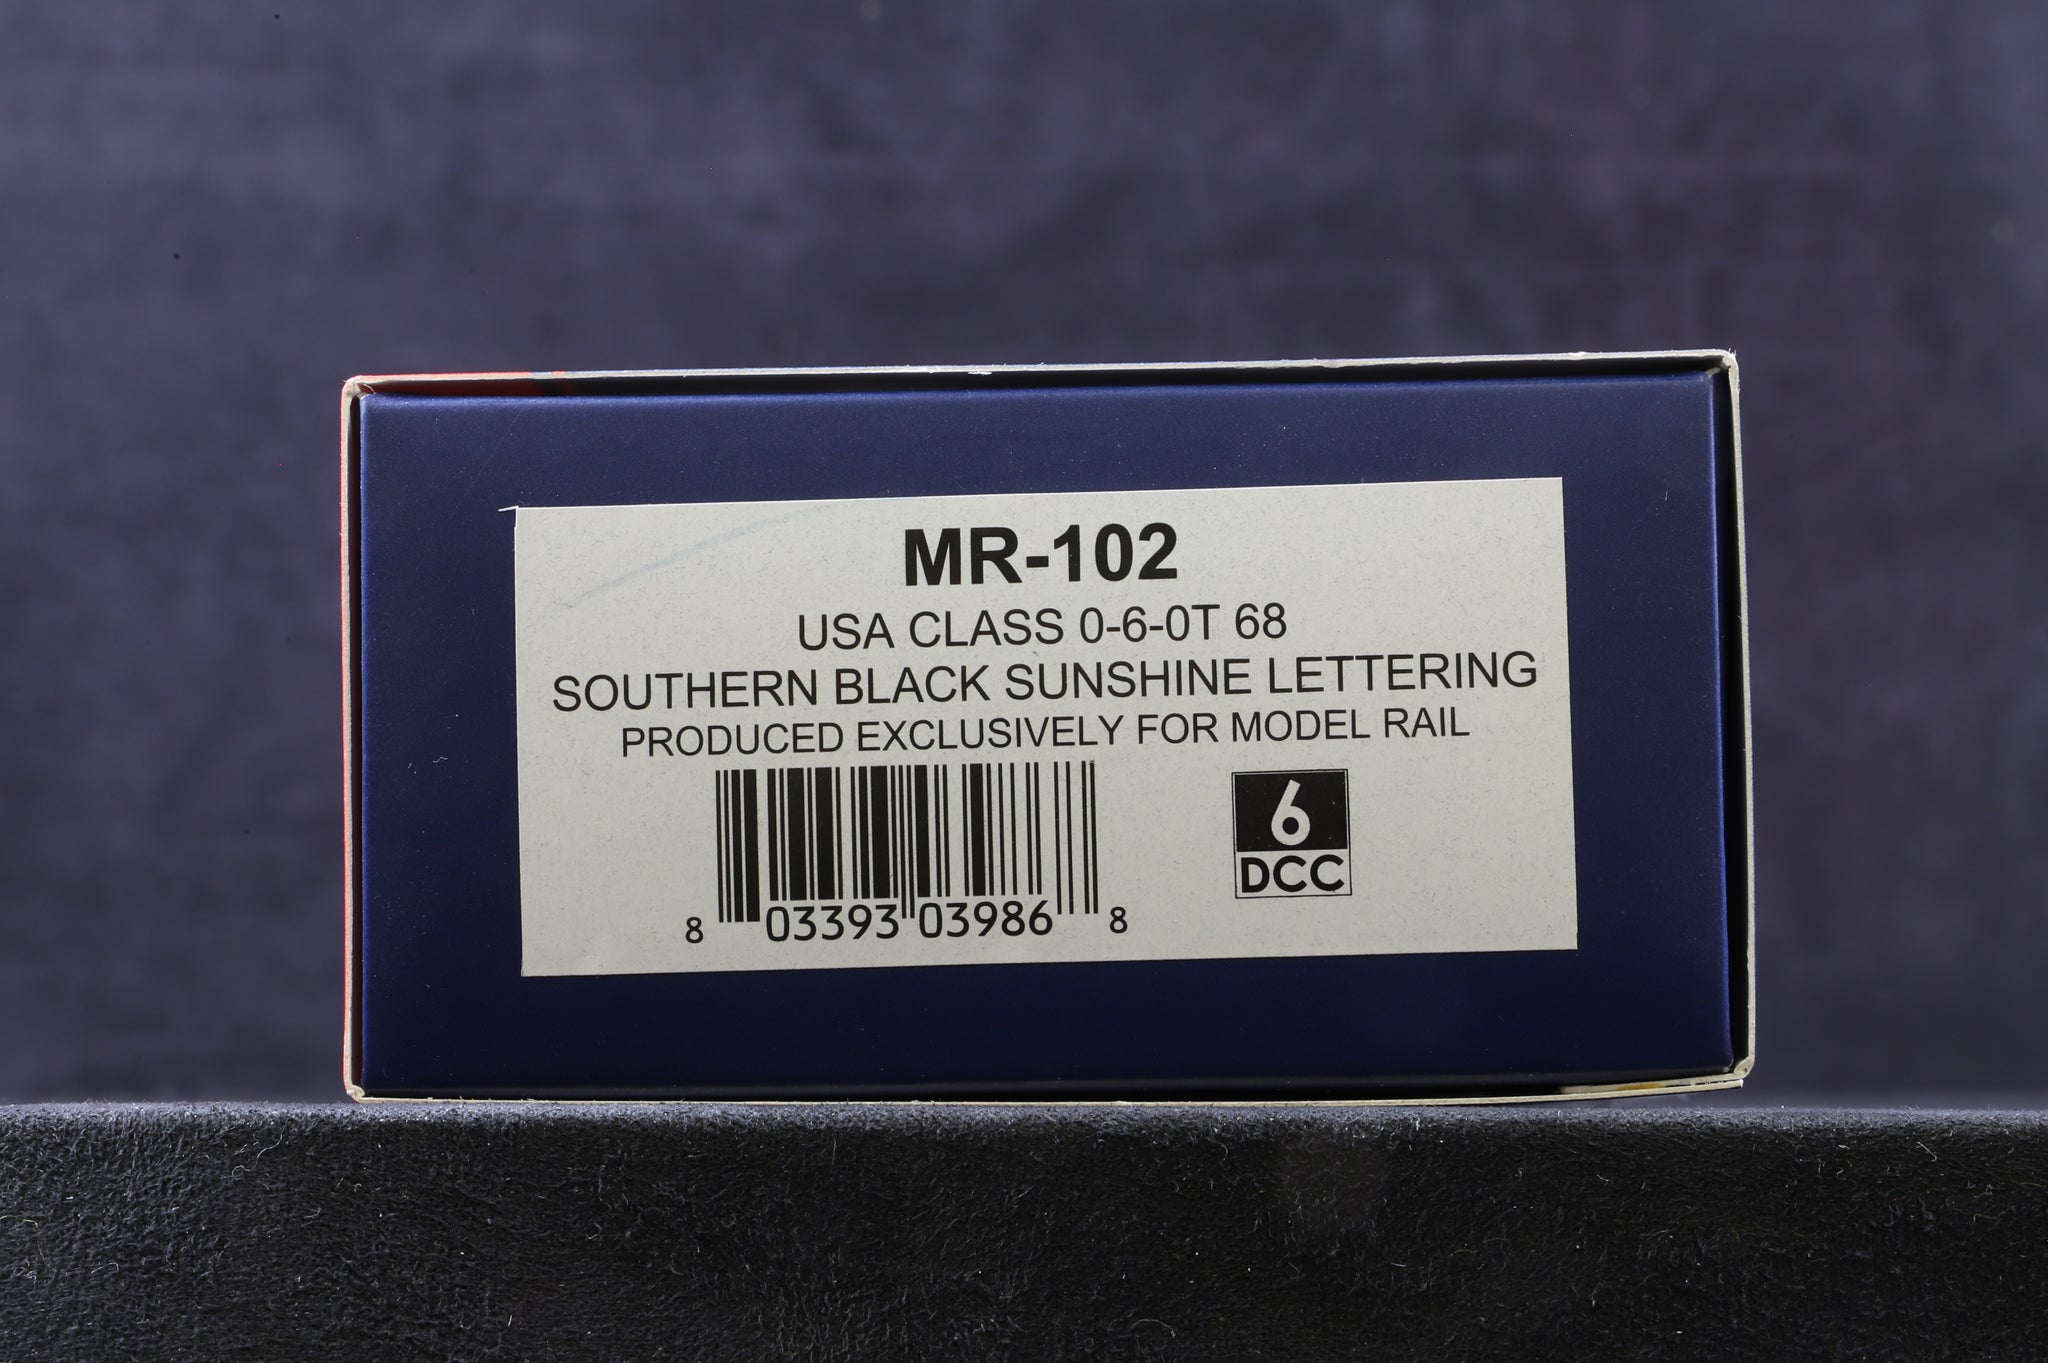 MR-102
USA CLASS 0-6-0T 68
SOUTHERN BLACK SUNSHINE LETTERING
PRODUCED EXCLUSIVELY FOR MODEL RAIL
8 03393 03986 8
6
DCC